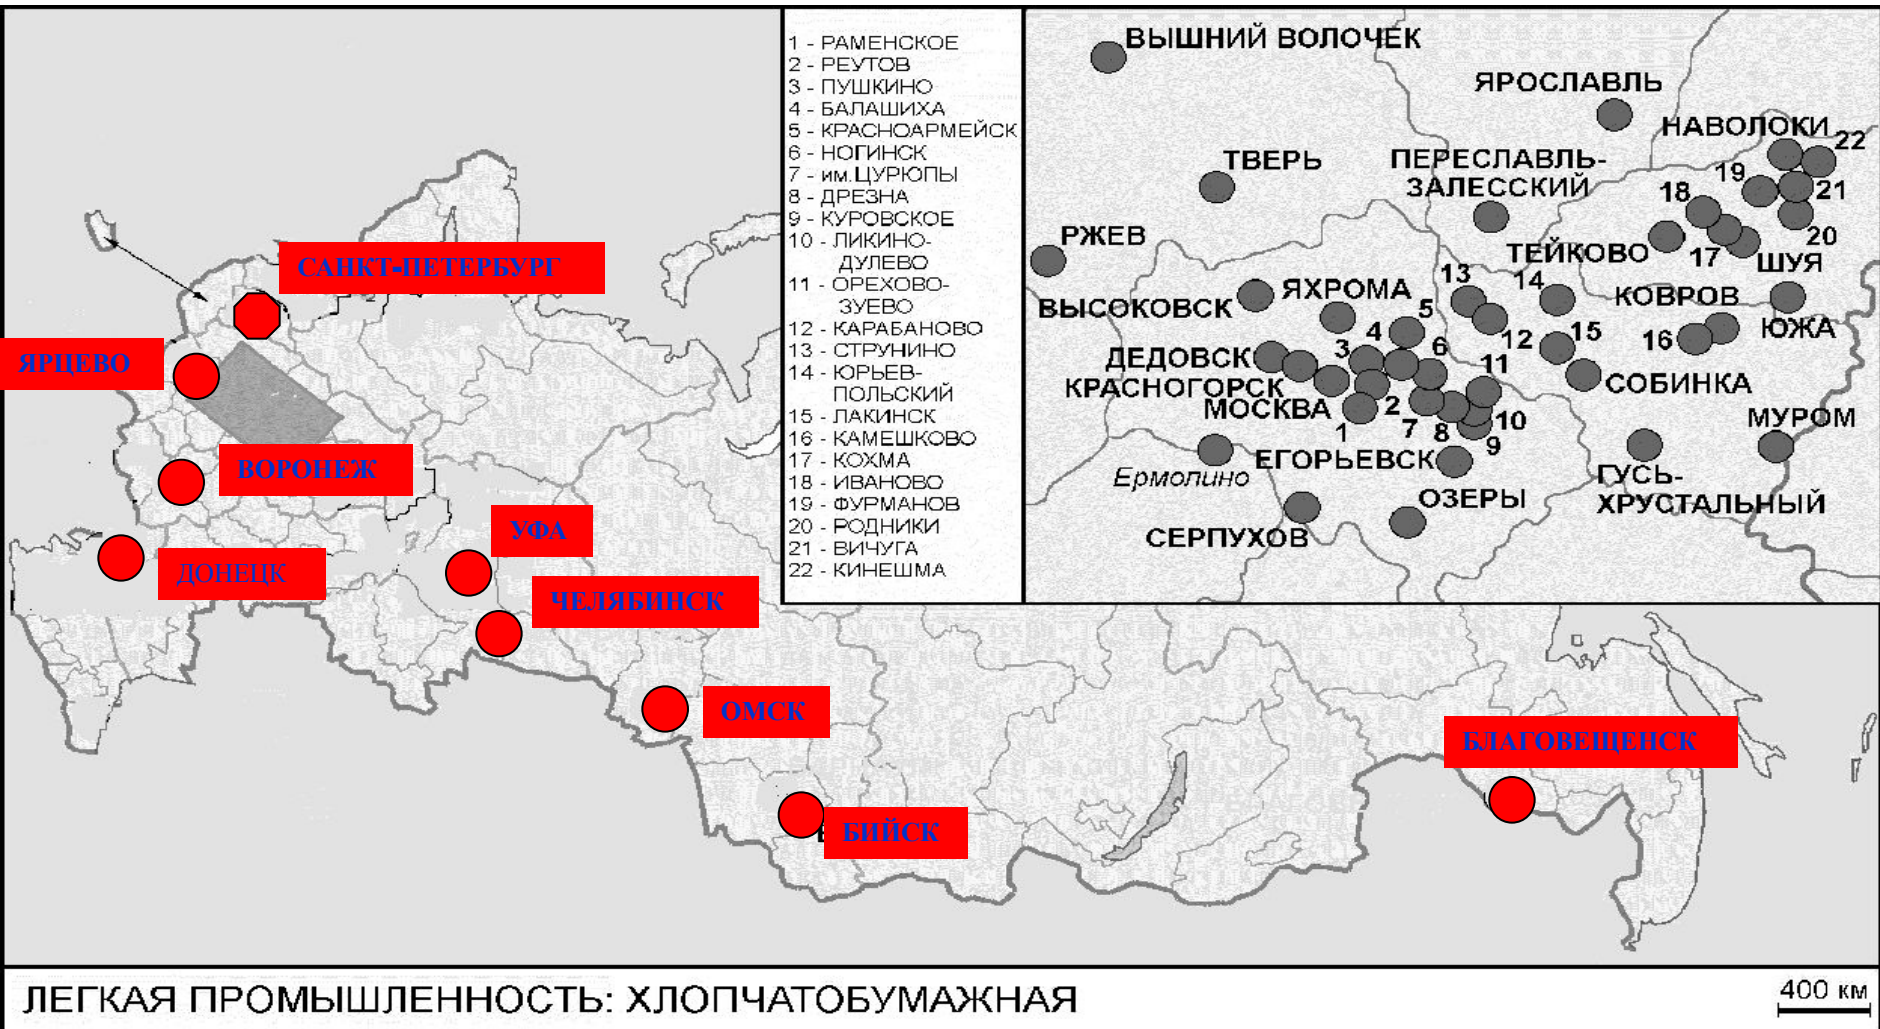 САНКТ-ПЕТЕРБУРГ
ЯРЦЕВО
ВОРОНЕЖ
УФА
ДОНЕЦК
ЧЕЛЯБИНСК
ОМСК
БИЙСК
БЛАГОВЕЩЕНСК
1 - РАМЕНСКОЕ
2 - РЕУТОВ
3 - ПУШКИНО
4 - БАЛАШИХА
5 - КРАСНОАРМЕЙСК
6 - НОГИНСК
7 - им.ЦУРЮПЫ
8 - ДРЕЗНА
9 - КУРОВСКОЕ
10 - ЛИКИНО-
ДУЛЕВО
11 - ОРЕХОВО-
ЗУЕВО
12 - КАРАБАНОВО
13 - СТРУНИНО
14 - ЮРЬЕВ-
ПОЛЬСКИЙ
15 - ЛАКИНСК
16 - КАМЕШКОВО
17 - КОХМА
18 - ИВАНОВО
19 - ФУРМАНОВ
20 - РОДНИКИ
21 - ВИЧУГА
22 - КИНЕШМА
ВЫШНИЙ ВОЛОЧЕК
ЯРОСЛАВЛЬ
НАВОЛОКИ
22
ТВЕРЬ
ПЕРЕСЛАВЛЬ-
ЗАЛЕССКИЙ
19
21
18
20
РЖЕВ
ТЕЙКОВО
17
ШУЯ
13
14
ВЫСОКОВСК
ЯХРОМА
КОВРОВ
ЮЖА
5
4
12
15
16
ДЕДОВСК
3
6
11
КРАСНОГОРСК
СОБИНКА
МОСКВА
2
1
7
8
10
9
МУРОМ
Ермолино
ЕГОРЬЕВСК
ГУСЬ-
ХРУСТАЛЬНЫЙ
ОЗЕРЫ
СЕРПУХОВ
ЛЕГКАЯ ПРОМЫШЛЕННОСТЬ: ХЛОПЧАТОБУМАЖНАЯ
400 км